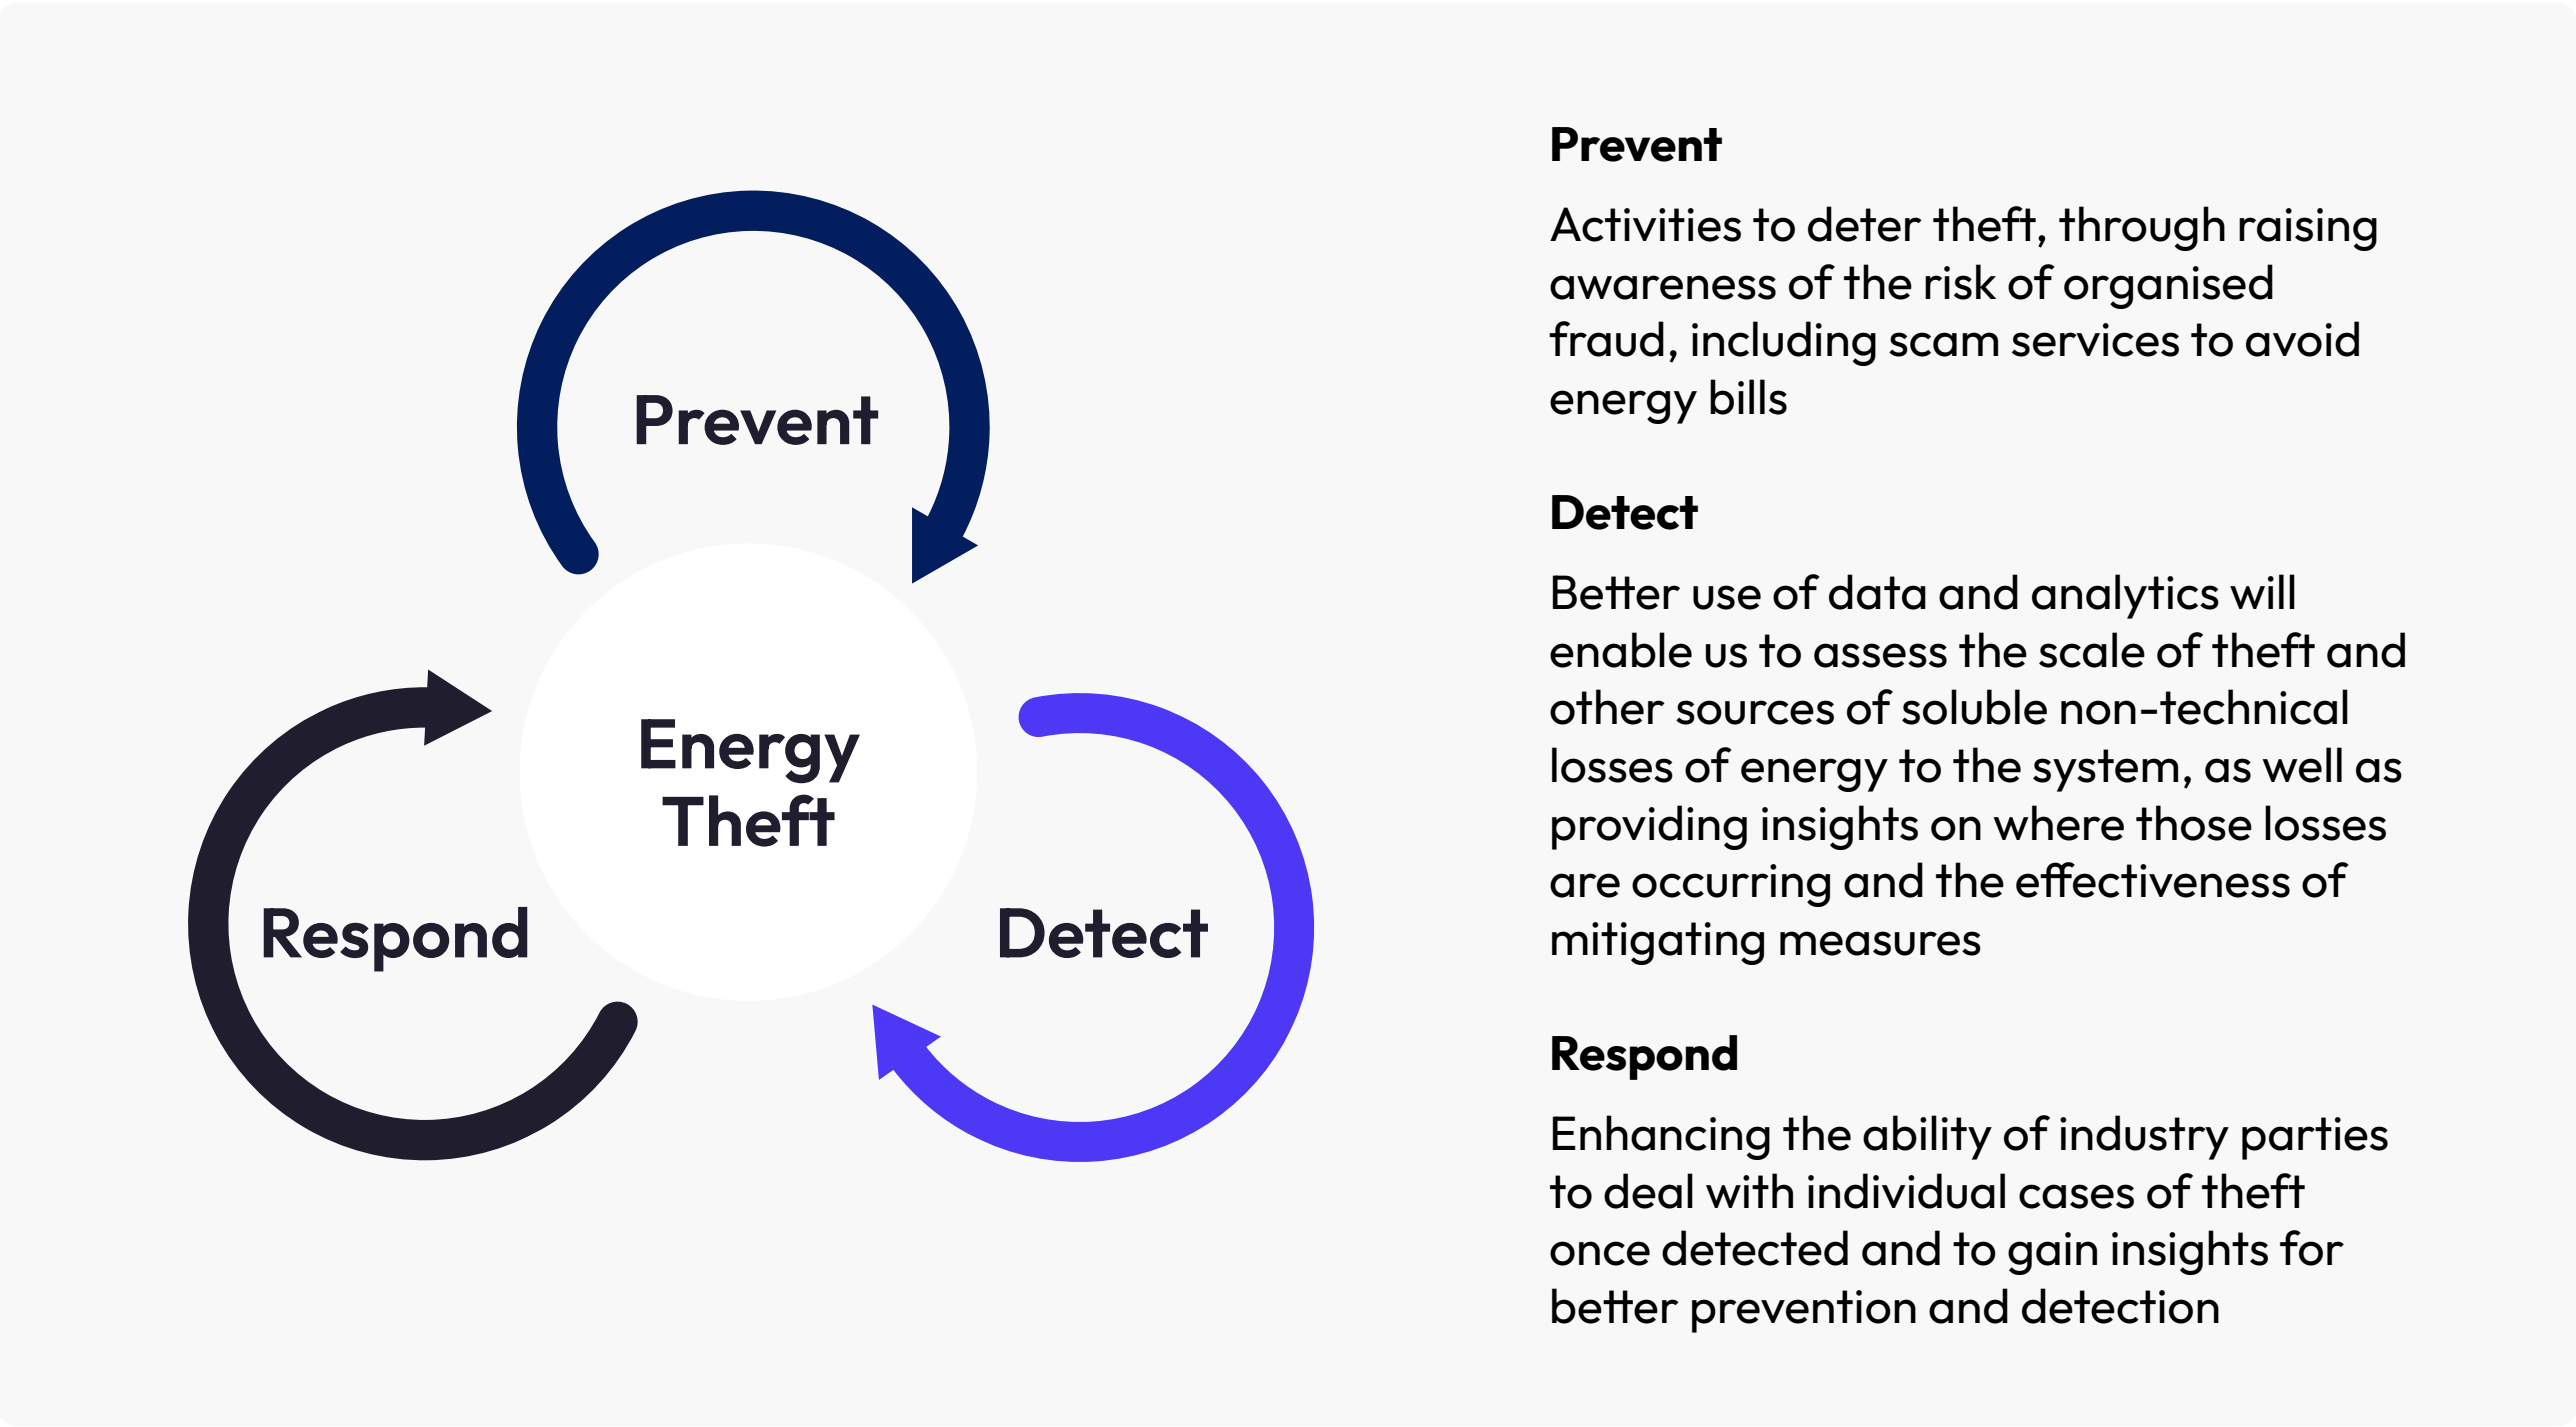 Prevent
Energy
Theft
Respond
Detect
Prevent
Activities to deter theft, through raising
awareness of the risk of organised
fraud, including scam services to avoid
energy bills
Detect
Better use of data and analytics will
enable us to assess the scale of theft and
other sources of soluble non-technical
losses of energy to the system, as well as
providing insights on where those losses
are occurring and the effectiveness of
mitigating measures
Respond
Enhancing the ability of industry parties
to deal with individual cases of theft
once detected and to gain insights for
better prevention and detection